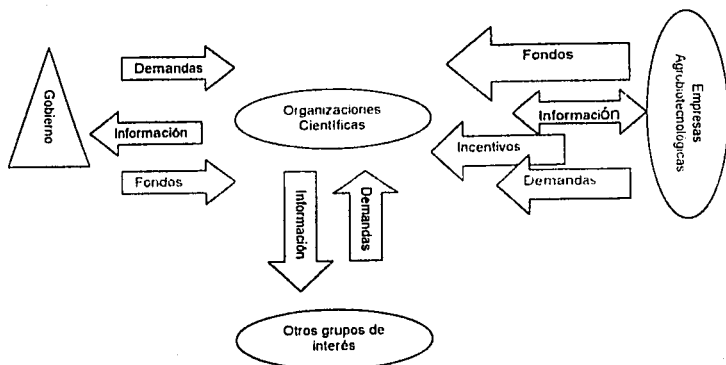 Gobierno
Demandas
Información
Fondos
Organizaciones
Científicas
Información
Demandas
Otros grupos de
interés
Fondos
Información
Incentivos
Demandas
Empresas
Agrobiotecnológicas